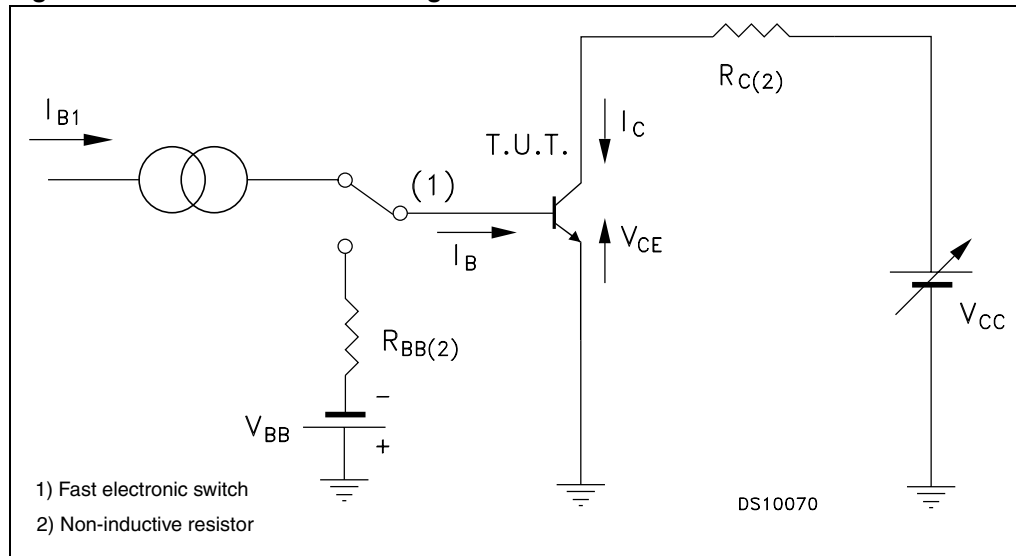 I_B1
R_C(2)
I_C
T.U.T.
(1)
V_CE
I_B
V_CC
R_BB(2)
−
V_BB
+
1) Fast electronic switch
2) Non-inductive resistor
DS10070